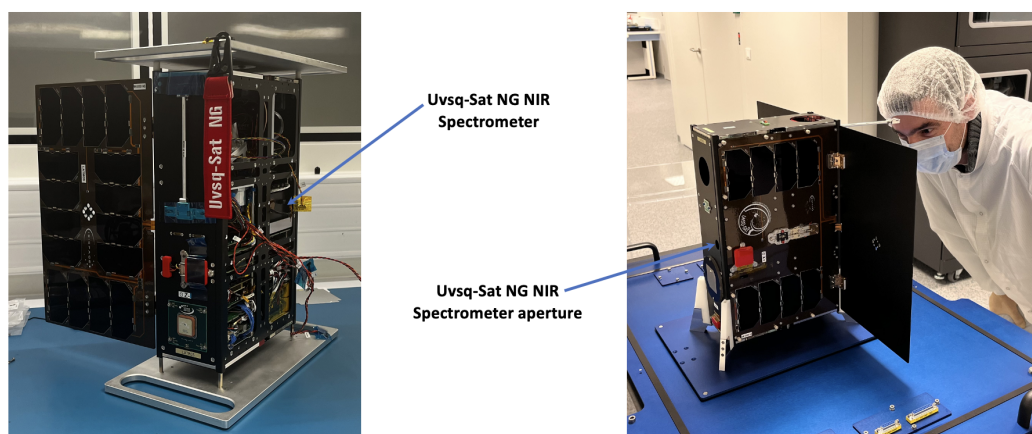 Uvsq-Sat NG
Uvsq-Sat NG NIR
Spectrometer
Uvsq-Sat NG NIR
Spectrometer aperture